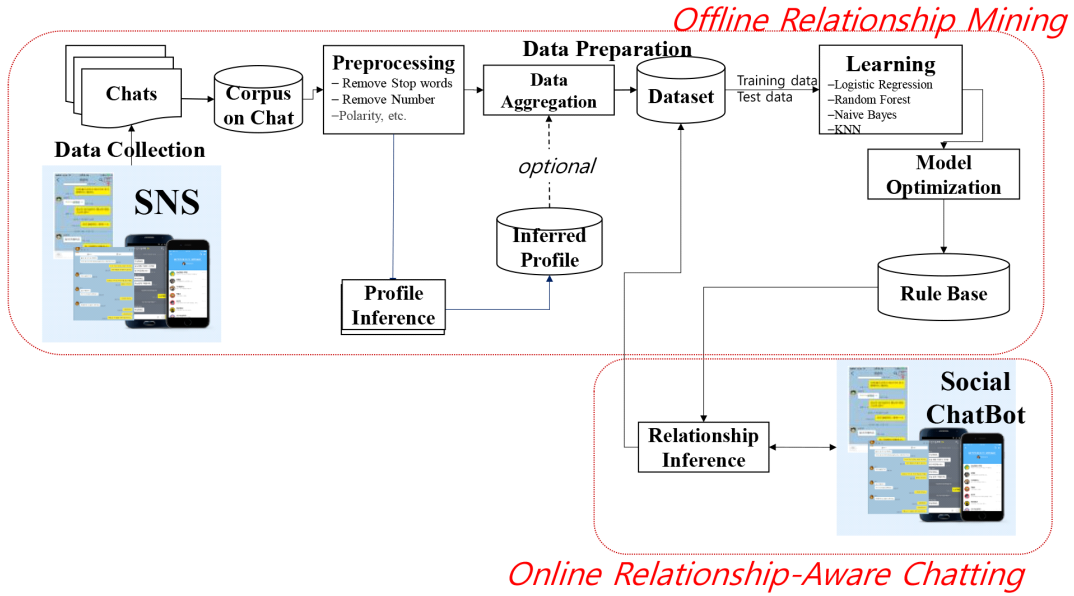 Offline Relationship Mining
Chats
Corpus
on Chat
Preprocessing
– Remove Stop words
– Remove Number
–Polarity, etc.
Data Preparation
Data
Aggregation
Dataset
Training data
Test data
Learning
–Logistic Regression
–Random Forest
–Naive Bayes
–KNN
Data Collection
SNS
optional
Model
Optimization
Inferred
Profile
Profile
Inference
Rule Base
Relationship
Inference
Social
ChatBot
Online Relationship-Aware Chatting